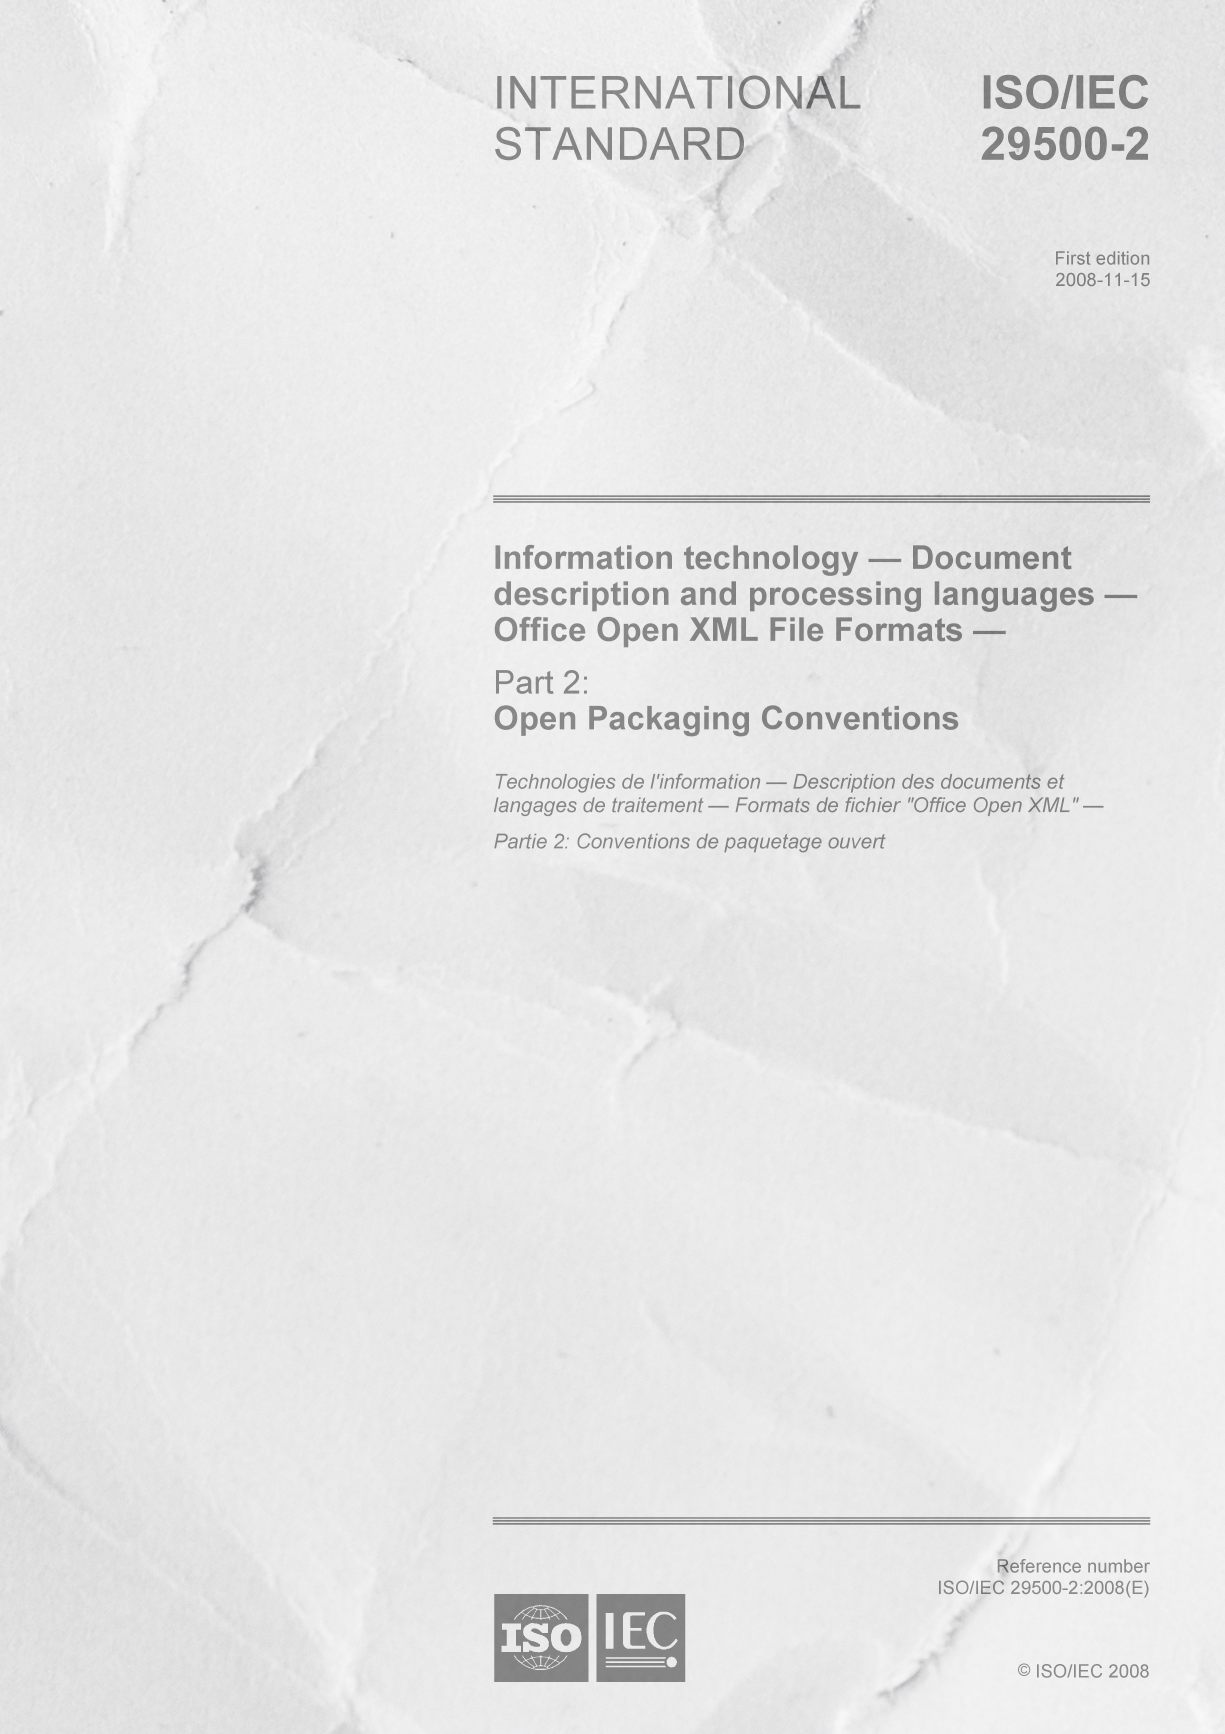 INTERNATIONAL
STANDARD
ISO/IEC
29500-2
First edition
2008-11-15
Information technology — Document
description and processing languages —
Office Open XML File Formats —
Part 2:
Open Packaging Conventions
Technologies de l'information — Description des documents et
langages de traitement — Formats de fichier "Office Open XML" —
Partie 2: Conventions de paquetage ouvert
Reference number
ISO/IEC 29500-2:2008(E)
ISO IEC
© ISO/IEC 2008